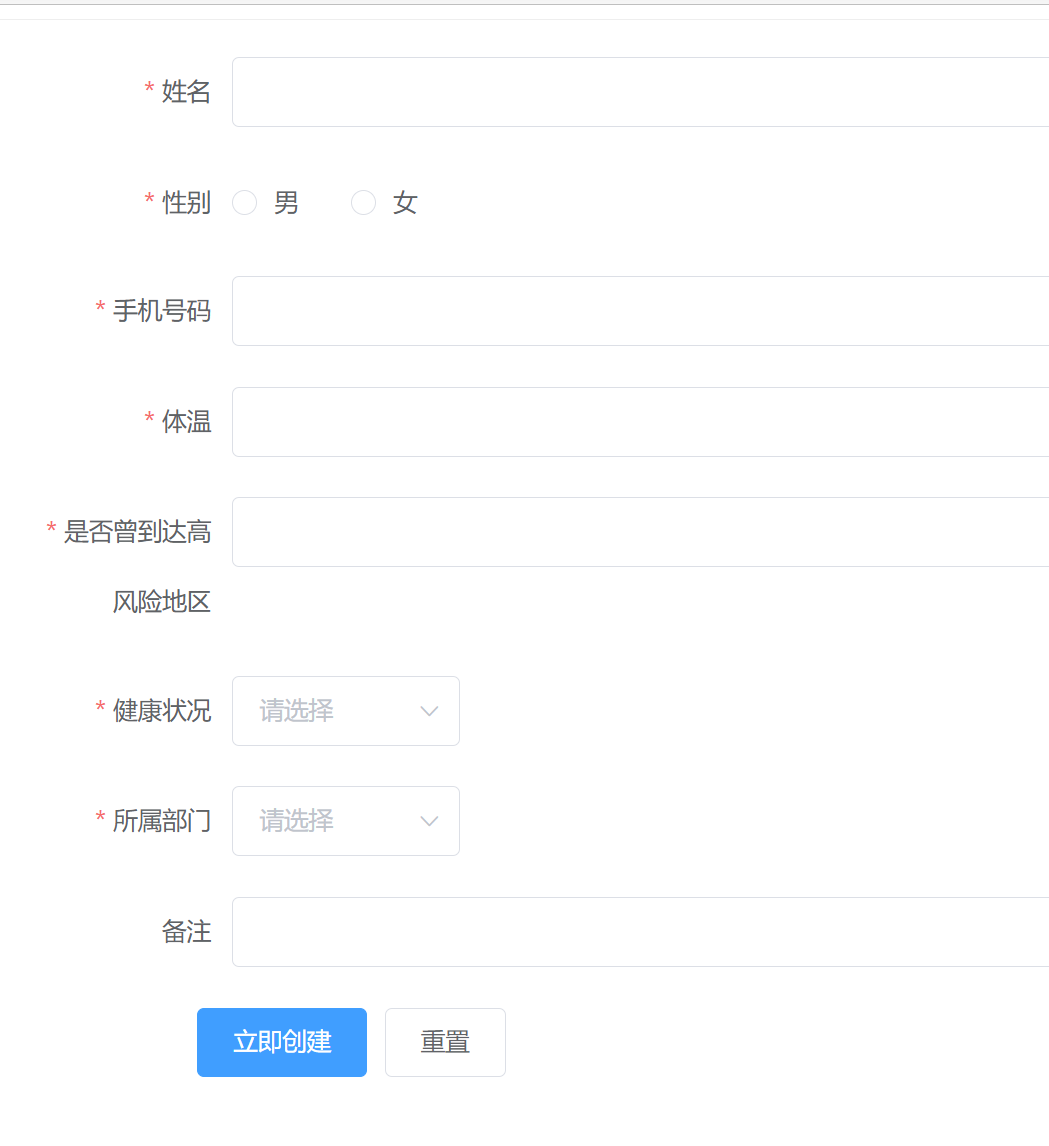 * 姓名
* 性别 男 女
* 手机号码
* 体温
* 是否曾到达高
风险地区
* 健康状况 请选择
* 所属部门 请选择
备注
立即创建 重置